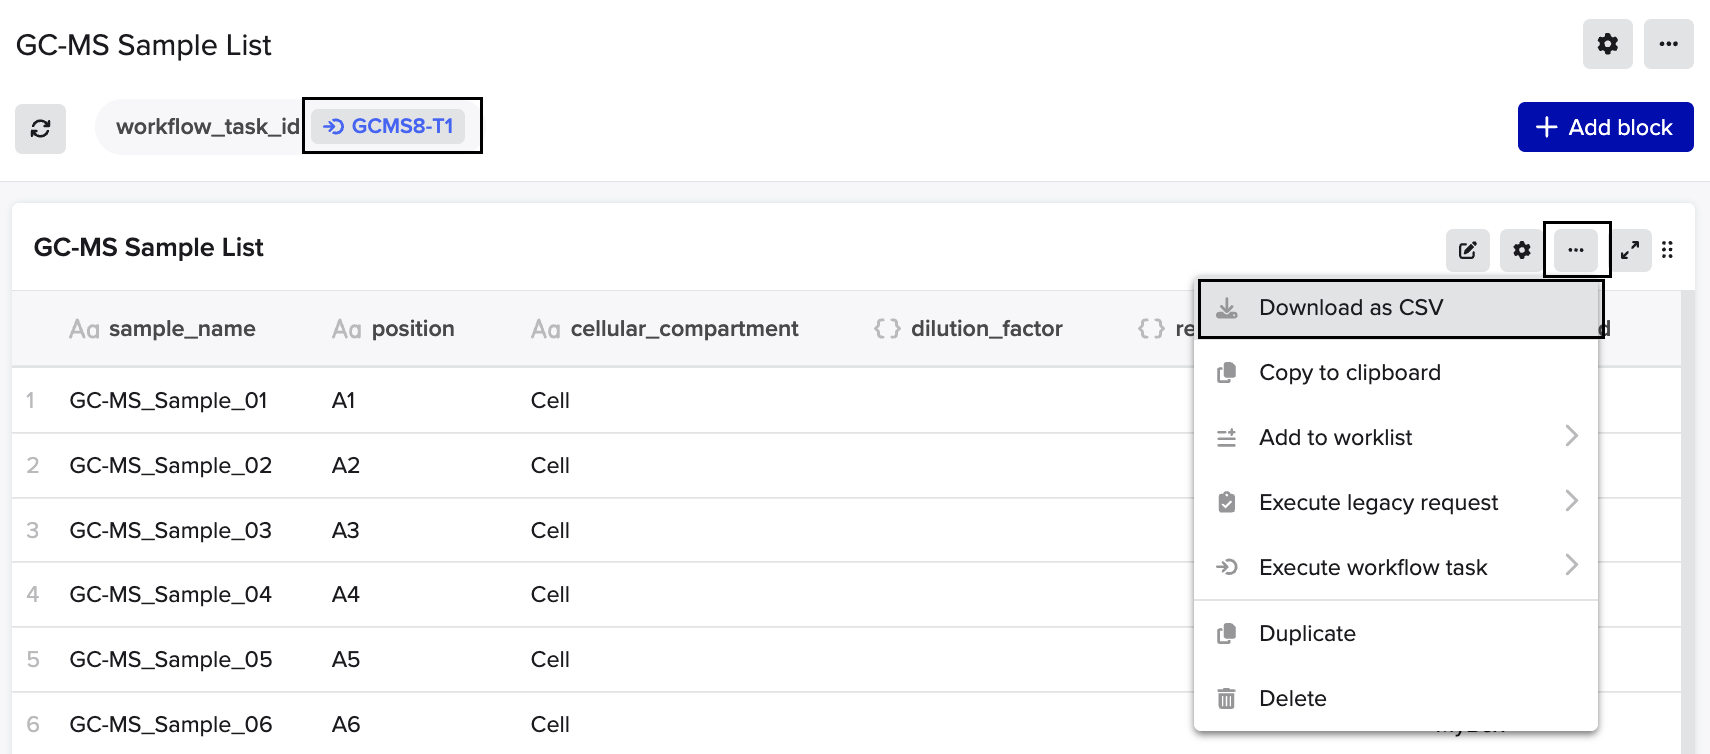 GC-MS Sample List
workflow_task_id GCMS8-T1
+ Add block
GC-MS Sample List
Aa sample_name Aa position Aa cellular_compartment {} dilution_factor {} re
Download as CSV
Copy to clipboard
Add to worklist
Execute legacy request
Execute workflow task
Duplicate
Delete
1 GC-MS_Sample_01 A1 Cell
2 GC-MS_Sample_02 A2 Cell
3 GC-MS_Sample_03 A3 Cell
4 GC-MS_Sample_04 A4 Cell
5 GC-MS_Sample_05 A5 Cell
6 GC-MS_Sample_06 A6 Cell